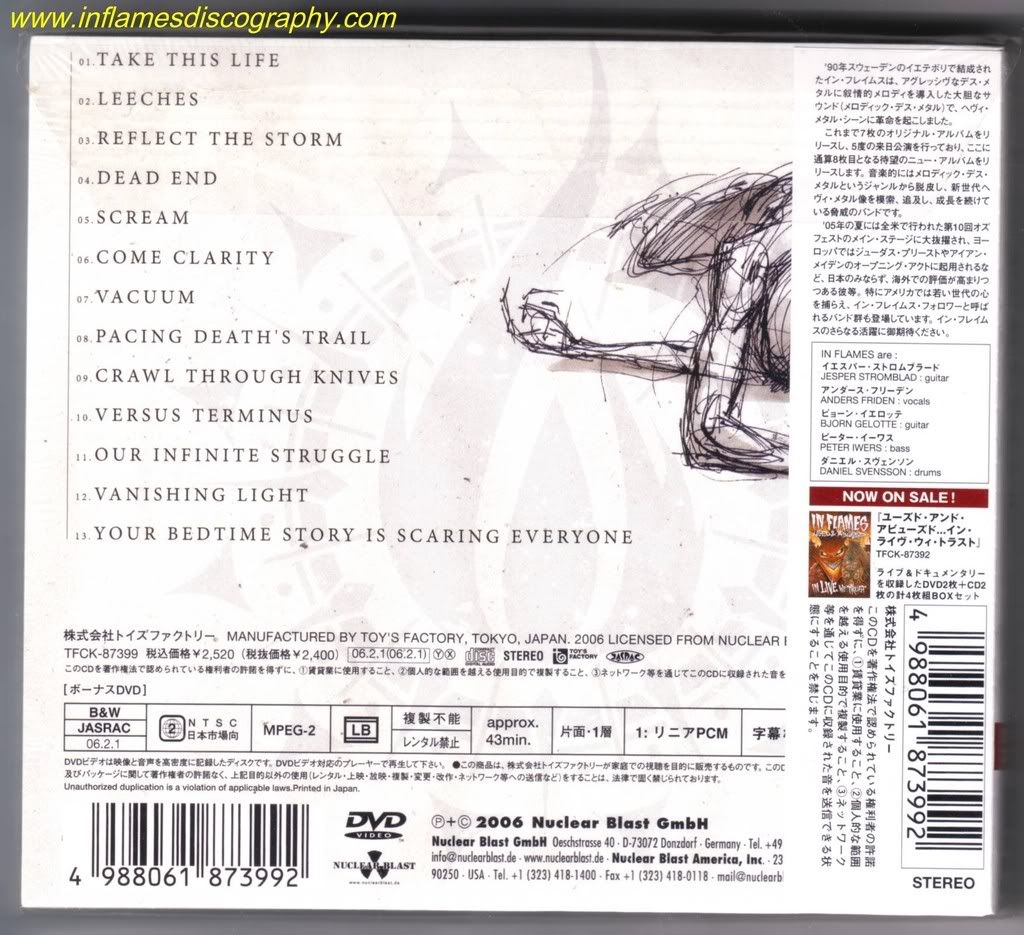 www.inflamesdiscography.com
01. TAKE THIS LIFE
02. LEECHES
03. REFLECT THE STORM
04. DEAD END
05. SCREAM
06. COME CLARITY
07. VACUUM
08. PACING DEATH'S TRAIL
09. CRAWL THROUGH KNIVES
10. VERSUS TERMINUS
11. OUR INFINITE STRUGGLE
12. VANISHING LIGHT
13. YOUR BEDTIME STORY IS SCARING EVERYONE
株式会社トイズファクトリー。 MANUFACTURED BY TOY'S FACTORY, TOKYO, JAPAN. 2006 LICENSED FROM NUCLEAR
TFCK-87399 税込価格¥2,520 (税抜価格¥2,400) 06.2.1(06.2.1) Ⓨ Ⓧ disc DIGITAL AUDIO STEREO TOY'S FACTORY
このCDを著作権法で認められている権利者の許諾を得ずに、①賃貸業に使用すること、②個人的な範囲を越える使用目的で複製すること、③ネットワーク等を通じてこのCDに収録された音を
[ボーナスDVD]
B&W
JASRAC
06.2.1
2 NTSC
日本市場向
MPEG-2
LB
複製不能
レンタル禁止
approx.
43min.
片面・1層
1: リニアPCM
字幕
DVDビデオは映像と音声を高密度に記録したディスクです。DVDビデオ対応のプレーヤーで再生して下さい。 ●この商品は、株式会社トイズファクトリーが家庭での視聴を目的に販売するものです。
及びパッケージに関して著作権者の許諾なく、上記目的以外の使用(レンタル・上映・放映・複製・変更・改作・ネットワーク等への送信など)をすることは、法律で固く禁じられております。
Unauthorized duplication is a violation of applicable laws.Printed in Japan.
4 988061 873992
DVD
VIDEO
NUCLEAR BLAST
www.nuclearblast.de
Ⓟ+© 2006 Nuclear Blast GmbH
Nuclear Blast GmbH Oeschstrasse 40 · D-73072 Donzdorf · Germany · Tel. +49
info@nuclearblast.de · www.nuclearblast.de · Nuclear Blast America, Inc. · 23
90250 · USA · Tel. +1 (323) 418-1400 · Fax +1 (323) 418-0118 · mail@nuclearb
'90年スウェーデンのイエテボリで結成され
たイン・フレイムスは、アグレッシヴなデス・メ
タルに叙情的メロディを導入した大胆なサ
ウンド(メロディック・デス・メタル)で、ヘヴィ・
メタル・シーンに革命を起こしました。
これまで7枚のオリジナル・アルバムをリ
リースし、5度の来日公演を行っており、ここに
通算8枚目となる待望のニュー・アルバムをリ
リースします。音楽的にはメロディック・デス・
メタルというジャンルから脱皮し、新世代ヘ
ヴィ・メタル像を模索、追及し、成長を続けて
いる脅威のバンドです。
'05年の夏には全米で行われた第10回オズ
フェストのメイン・ステージに大抜擢され、ヨー
ロッパではジューダス・プリーストやアイアン・
メイデンのオープニング・アクトに起用されるな
ど、日本のみならず、海外での評価が高まりつ
つある彼等。特にアメリカでは若い世代の心
を捕らえ、イン・フレイムス・フォロワーと呼ば
れるバンド群も登場しています。イン・フレイム
スのさらなる活躍に御期待ください。
IN FLAMES are :
イエスパー・ストロムブラード
JESPER STROMBLAD : guitar
アンダース・フリーデン
ANDERS FRIDEN : vocals
ビョーン・イエロッテ
BJORN GELOTTE : guitar
ピーター・イーワス
PETER IWERS : bass
ダニエル・スヴェンソン
DANIEL SVENSSON : drums
NOW ON SALE!
IN FLAMES
USED & ABUSED
IN LIVE WE TRUST
『ユーズド・アンド・
アビューズド...イン・
ライヴ・ウィ・トラスト』
TFCK-87392
ライブ&ドキュメンタリー
を収録したDVD2枚+CD2
枚の計4枚組BOXセット
株式会社トイズファクトリー
このCDを著作権法で認められている権利者の許諾
を得ずに、①賃貸業に使用すること、②個人的な範囲
を越える使用目的で複製すること、③ネットワーク
等を通じてこのCDに収録された音を送信できる状
態にすることを禁じます。
4 988061 873992
STEREO